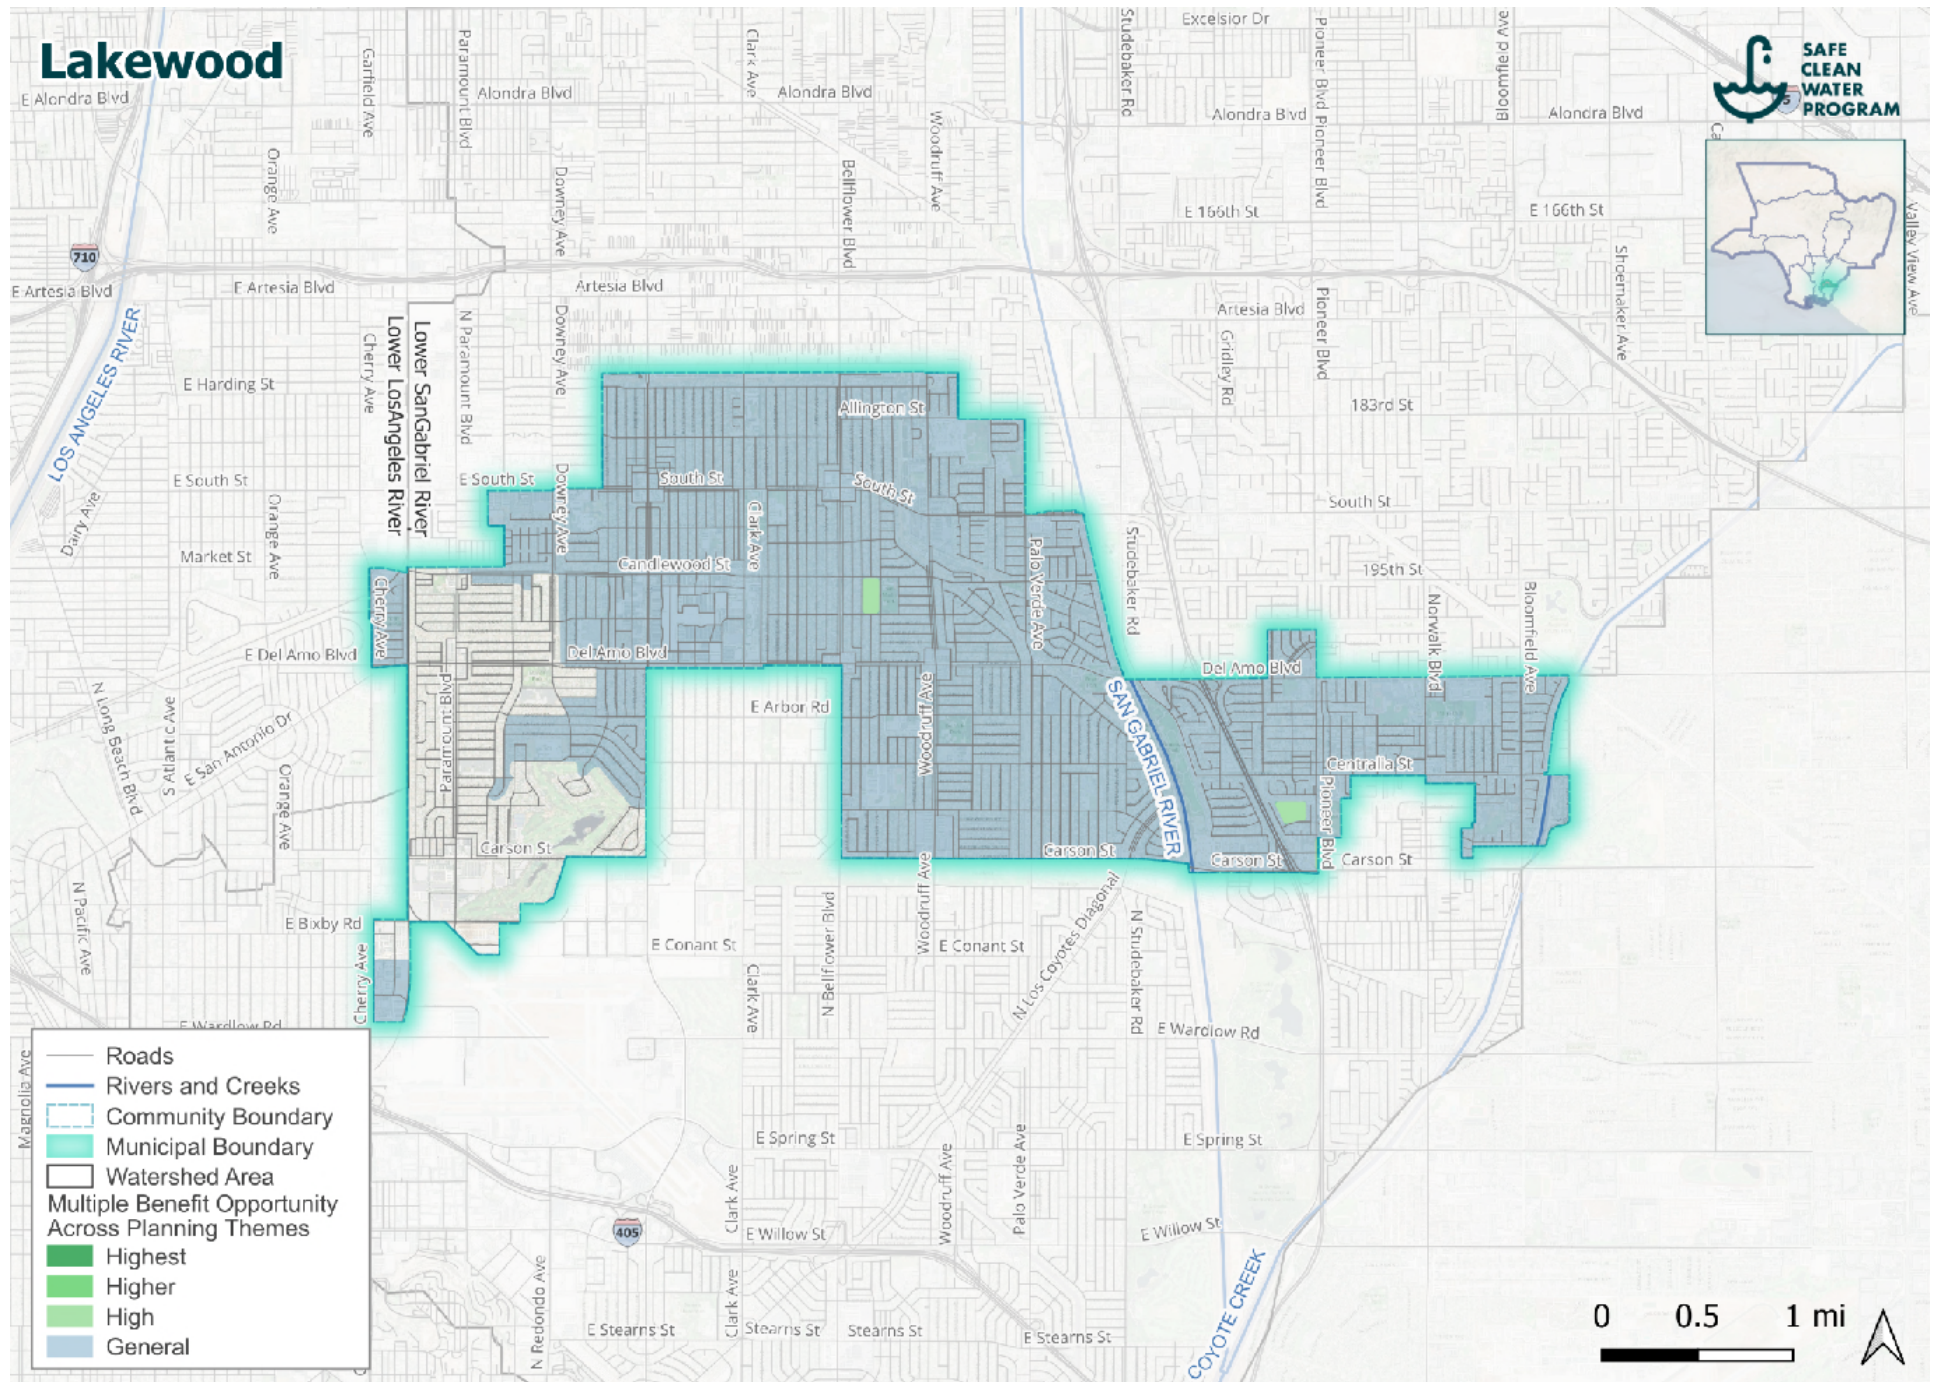 Lakewood
SAFE
CLEAN
WATER
PROGRAM
5
Excelsior Dr
Garfield Ave
Paramount Blvd
Clark Ave
Studebaker Rd
Pioneer Blvd
Pioneer Blvd
Bloomfield Ave
E Alondra Blvd
Alondra Blvd
Alondra Blvd
Alondra Blvd
Alondra Blvd
Ca
Orange Ave
Downey Ave
Bellflower Blvd
Woodruff Ave
E 166th St
E 166th St
Valley View Ave
Shoemaker Ave
710
E Artesia Blvd
E Artesia Blvd
Artesia Blvd
Artesia Blvd
LOS ANGELES RIVER
Cherry Ave
Lower LosAngeles River
Lower SanGabriel River
N Paramount Blvd
Downey Ave
Gridley Rd
Pioneer Blvd
E Harding St
Allington St
183rd St
E South St
E South St
South St
South St
South St
Dairy Ave
Orange Ave
Downey Ave
Clark Ave
Palo Verde Ave
Studebaker Rd
Market St
Candlewood St
195th St
Cherry Ave
Norwalk Blvd
Bloomfield Ave
E Del Amo Blvd
Del Amo Blvd
Del Amo Blvd
N Long Beach Blvd
S Atlantic Ave
E San Antonio Dr
Paramount Blvd
E Arbor Rd
Woodruff Ave
SAN GABRIEL RIVER
Centralia St
Orange Ave
Pioneer Blvd
Carson St
Carson St
Carson St
Carson St
N Pacific Ave
E Bixby Rd
Cherry Ave
E Conant St
Clark Ave
N Bellflower Blvd
Woodruff Ave
E Conant St
N Los Coyotes Diagonal
N Studebaker Rd
E Wardlow Rd
E Wardlow Rd
Magnolia Ave
Roads
Rivers and Creeks
Community Boundary
Municipal Boundary
Watershed Area
Multiple Benefit Opportunity
Across Planning Themes
Highest
Higher
High
General
E Spring St
E Spring St
Clark Ave
Woodruff Ave
Palo Verde Ave
405
E Willow St
E Willow St
N Redondo Ave
Clark Ave
COYOTE CREEK
E Stearns St
Stearns St
Stearns St
E Stearns St
0 0.5 1 mi